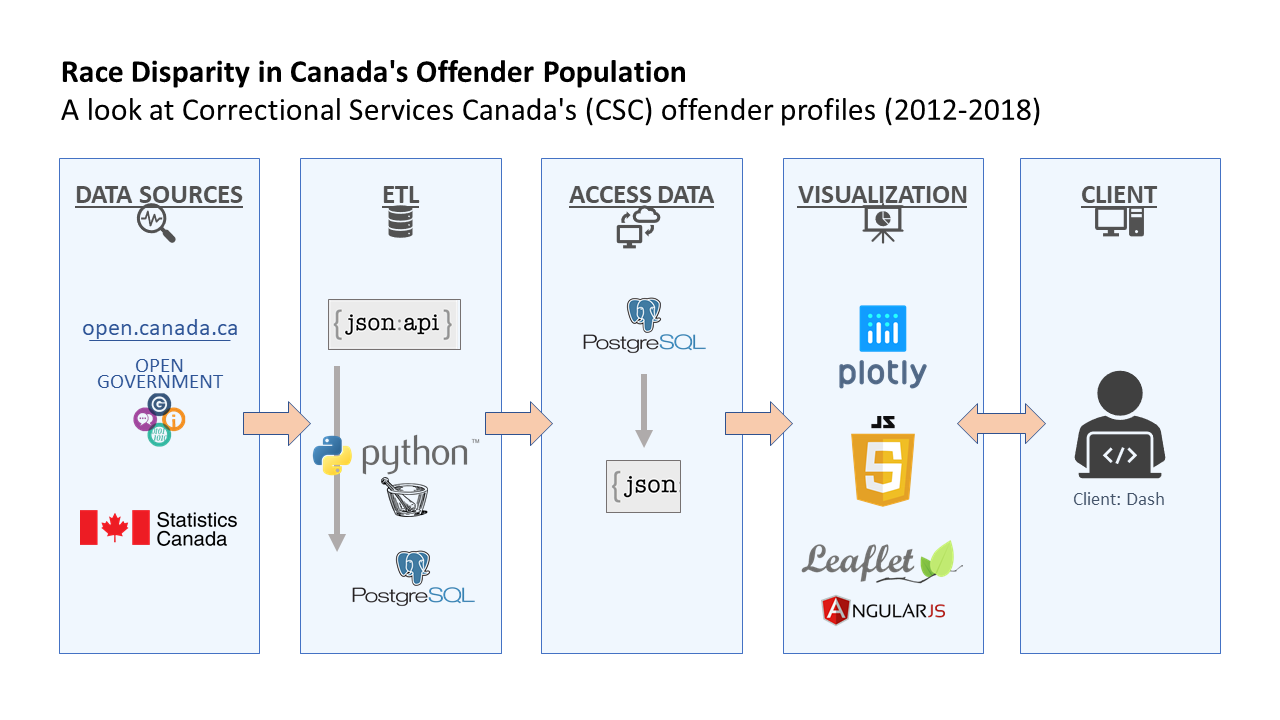 Race Disparity in Canada's Offender Population
A look at Correctional Services Canada's (CSC) offender profiles (2012-2018)
DATA SOURCES
open.canada.ca
OPEN
GOVERNMENT
Statistics
Canada
ETL
{json:api}
python™
PostgreSQL
ACCESS DATA
PostgreSQL
{json
VISUALIZATION
plotly
JS
5
Leaflet
ANGULARJS
CLIENT
</>
Client: Dash